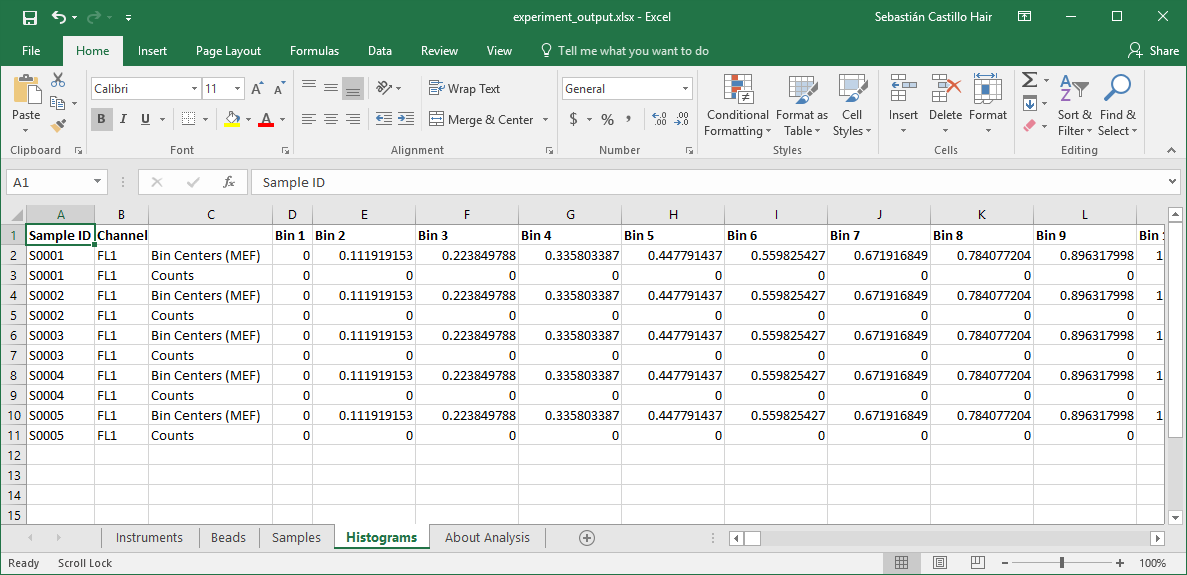 experiment_output.xlsx - Excel
Sebastián Castillo Hair
File Home Insert Page Layout Formulas Data Review View Tell me what you want to do Share
Paste
Calibri 11
B I U A
Wrap Text
Merge & Center
General
$ % ,
Conditional Formatting
Format as Table
Cell Styles
Insert Delete Format
Sort & Filter
Find & Select
Clipboard Font Alignment Number Styles Cells Editing
A1 fx Sample ID
A B C D E F G H I J K L
1 Sample ID Channel Bin 1 Bin 2 Bin 3 Bin 4 Bin 5 Bin 6 Bin 7 Bin 8 Bin 9 Bin
2 S0001 FL1 Bin Centers (MEF) 0 0.111919153 0.223849788 0.335803387 0.447791437 0.559825427 0.671916849 0.784077204 0.896317998 1
3 S0001 FL1 Counts 0 0 0 0 0 0 0 0 0
4 S0002 FL1 Bin Centers (MEF) 0 0.111919153 0.223849788 0.335803387 0.447791437 0.559825427 0.671916849 0.784077204 0.896317998 1
5 S0002 FL1 Counts 0 0 0 0 0 0 0 0 0
6 S0003 FL1 Bin Centers (MEF) 0 0.111919153 0.223849788 0.335803387 0.447791437 0.559825427 0.671916849 0.784077204 0.896317998 1
7 S0003 FL1 Counts 0 0 0 0 0 0 0 0 0
8 S0004 FL1 Bin Centers (MEF) 0 0.111919153 0.223849788 0.335803387 0.447791437 0.559825427 0.671916849 0.784077204 0.896317998 1
9 S0004 FL1 Counts 0 0 0 0 0 0 0 0 0
10 S0005 FL1 Bin Centers (MEF) 0 0.111919153 0.223849788 0.335803387 0.447791437 0.559825427 0.671916849 0.784077204 0.896317998 1
11 S0005 FL1 Counts 0 0 0 0 0 0 0 0 0
12
13
14
15
Instruments Beads Samples Histograms About Analysis
Ready Scroll Lock 100%